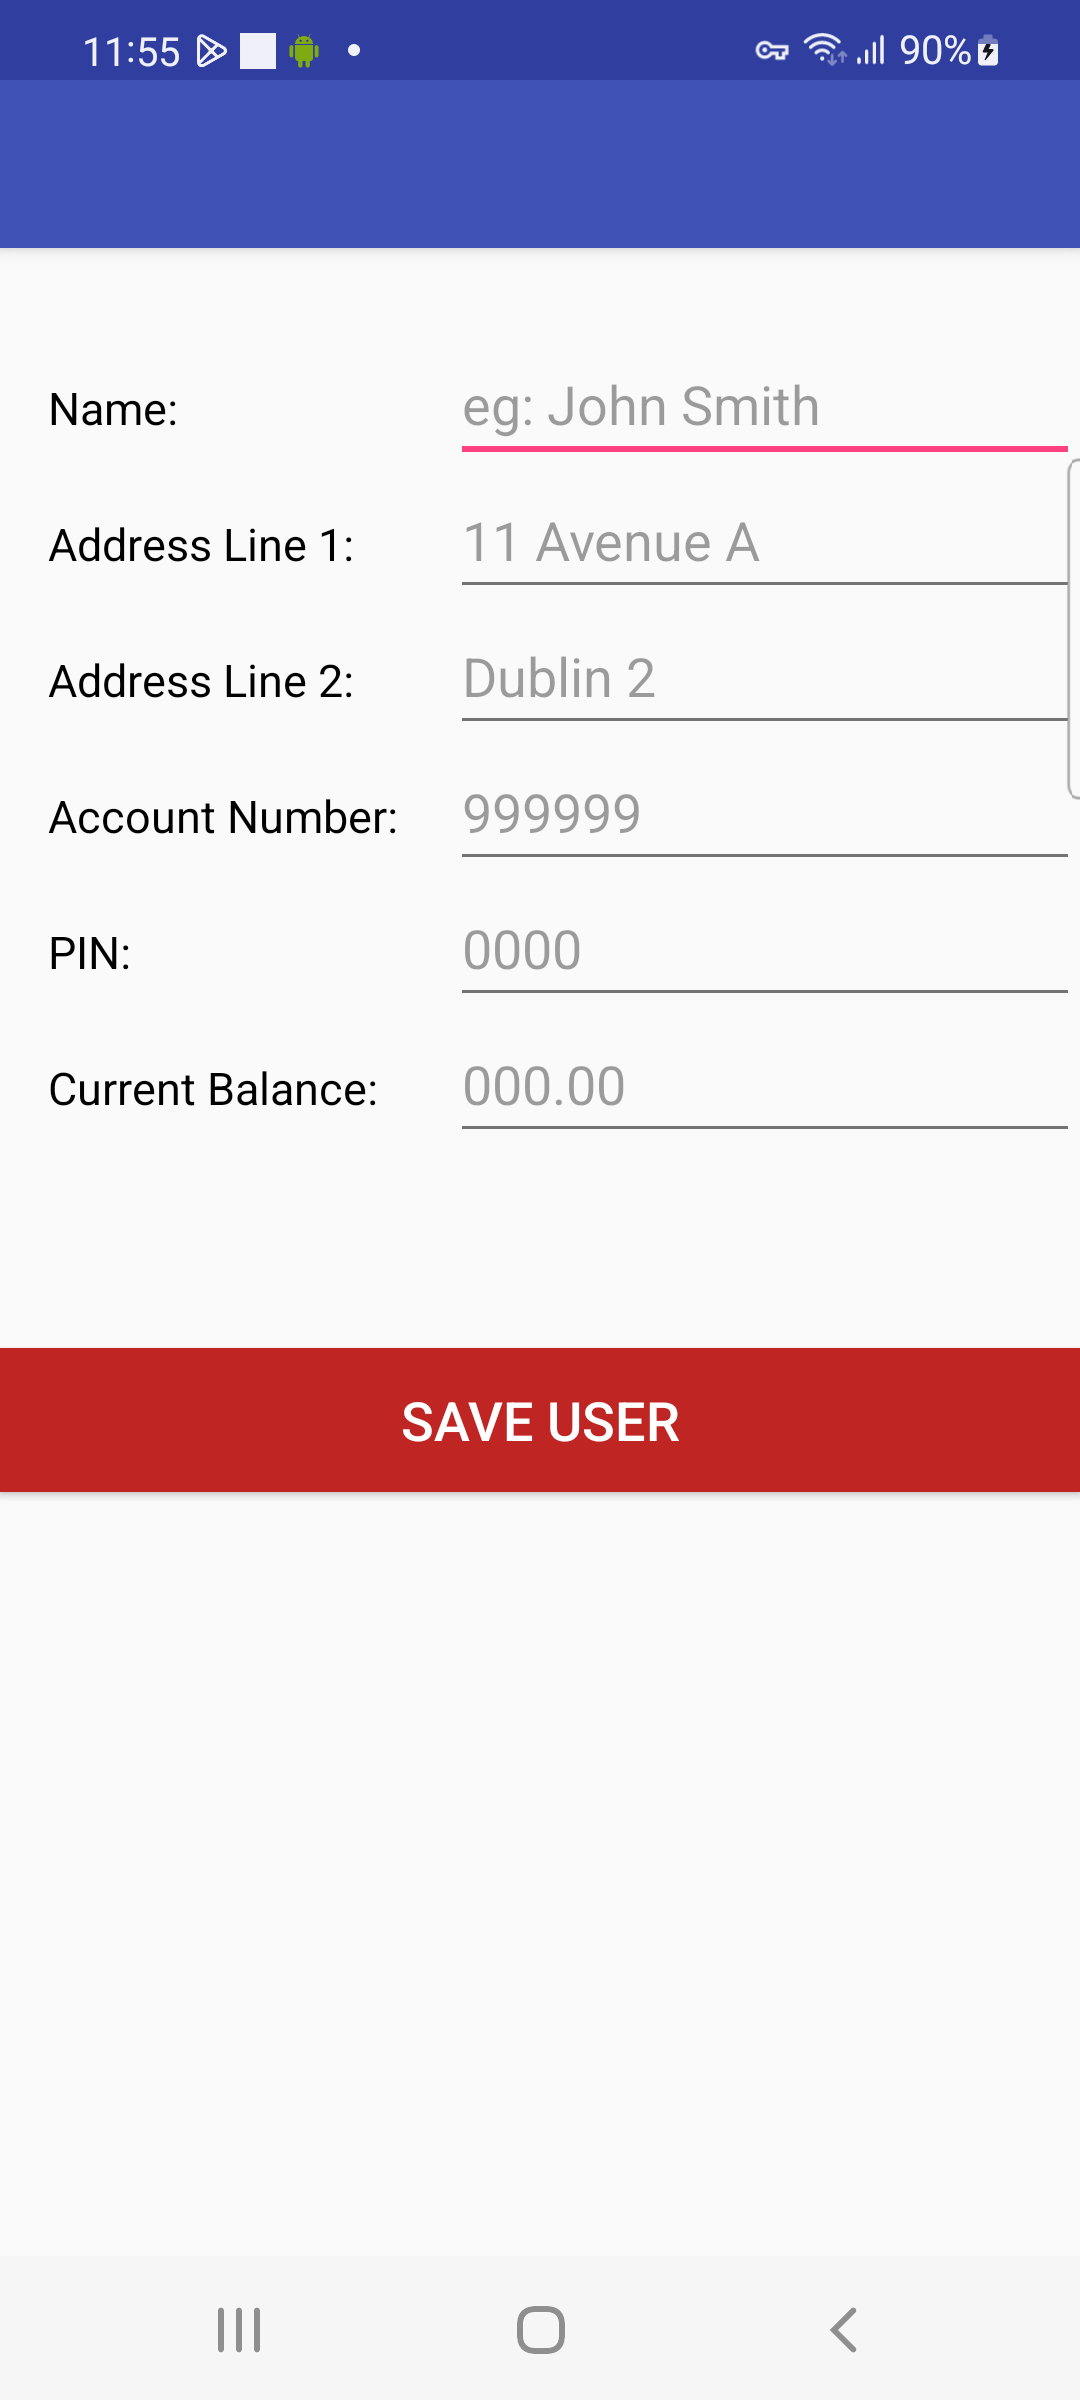 11:55 90%
Name: eg: John Smith
Address Line 1: 11 Avenue A
Address Line 2: Dublin 2
Account Number: 999999
PIN: 0000
Current Balance: 000.00
SAVE USER